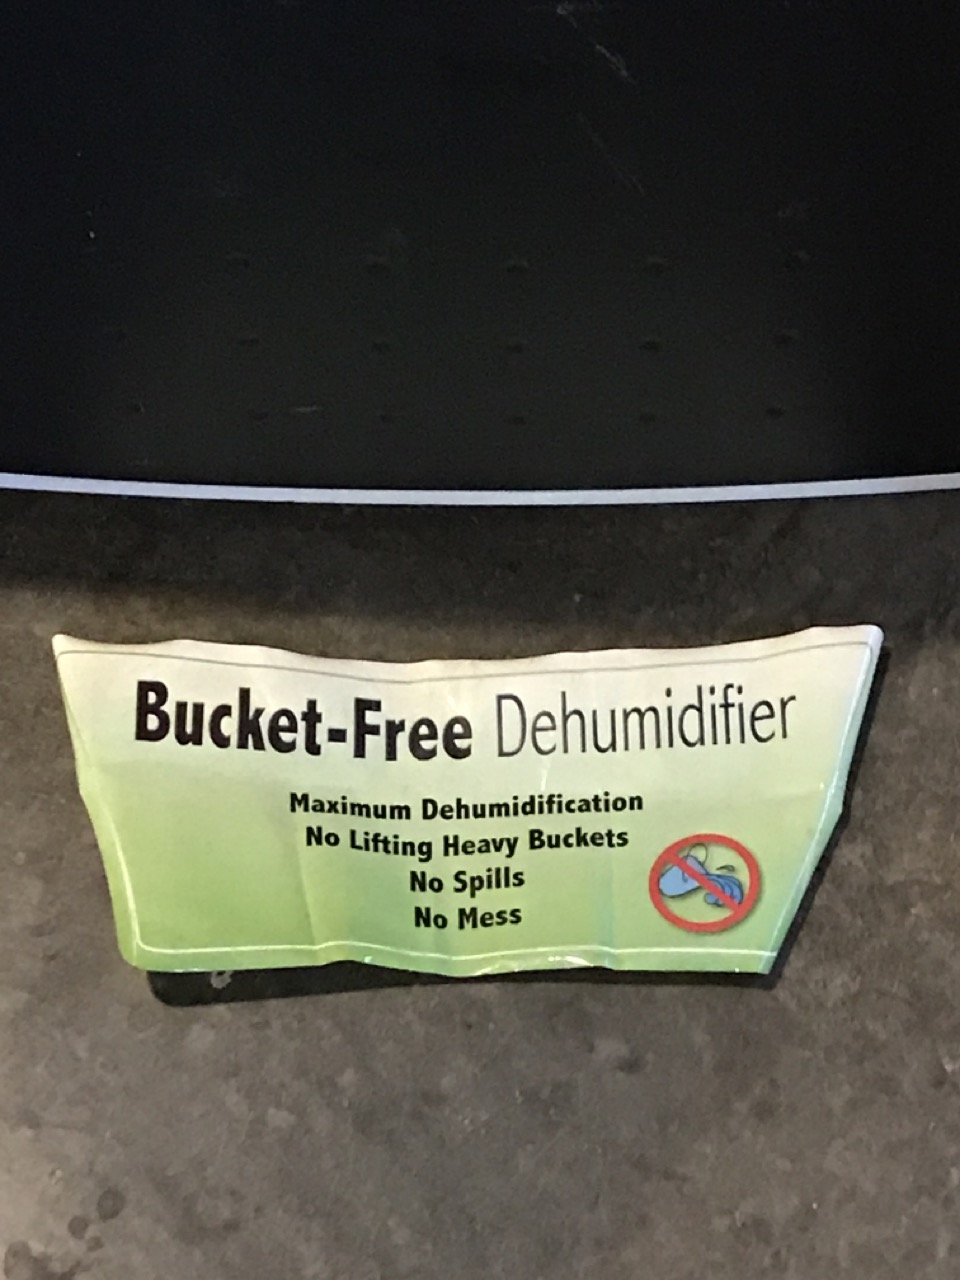 Bucket-Free Dehumidifier
Maximum Dehumidification
No Lifting Heavy Buckets
No Spills
No Mess